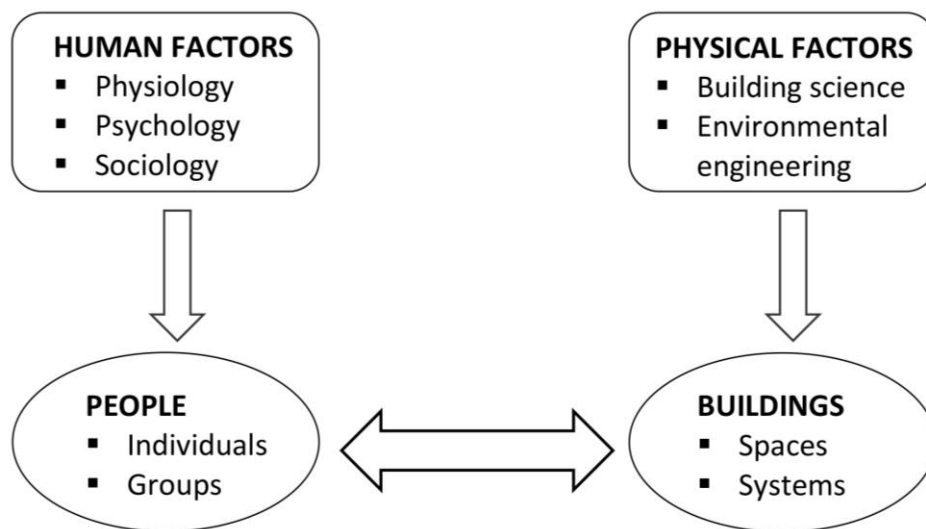 HUMAN FACTORS
▪ Physiology
▪ Psychology
▪ Sociology
PHYSICAL FACTORS
▪ Building science
▪ Environmental
engineering
PEOPLE
▪ Individuals
▪ Groups
BUILDINGS
▪ Spaces
▪ Systems